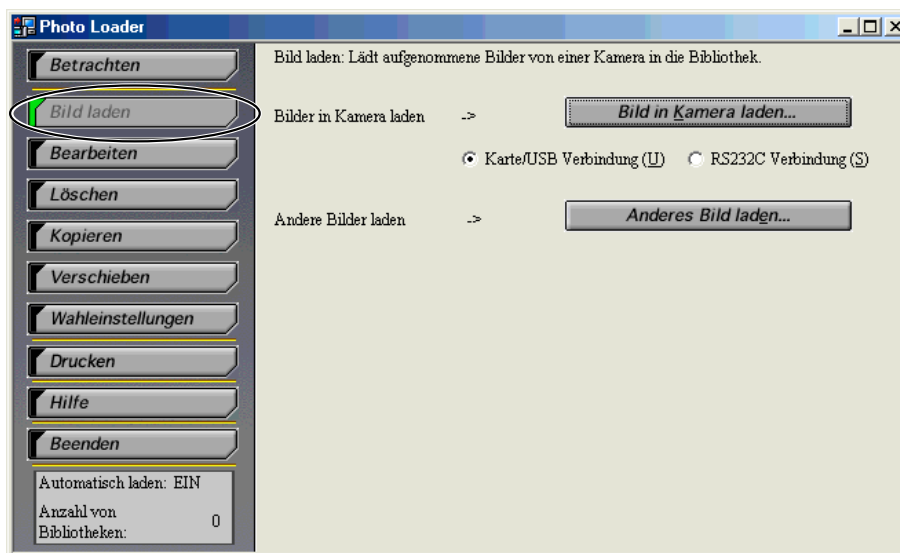 Photo Loader
Betrachten
Bild laden
Bearbeiten
Löschen
Kopieren
Verschieben
Wahleinstellungen
Drucken
Hilfe
Beenden
Automatisch laden: EIN
Anzahl von
Bibliotheken: 0
Bild laden: Lädt aufgenommene Bilder von einer Kamera in die Bibliothek.
Bilder in Kamera laden -> Bild in Kamera laden...
Karte/USB Verbindung (U) RS232C Verbindung (S)
Andere Bilder laden -> Anderes Bild laden...